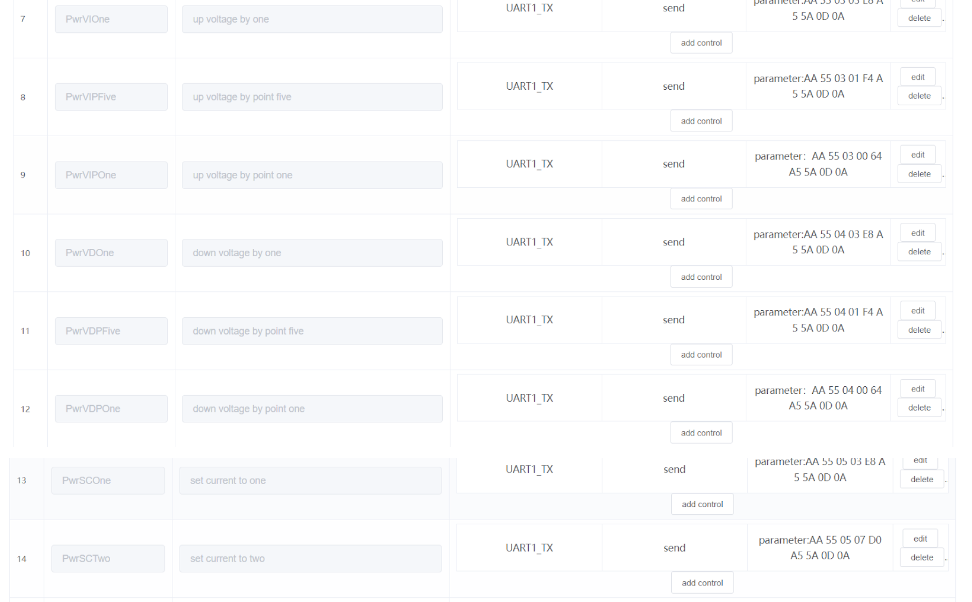 7
PwrVIOne
up voltage by one
UART1_TX
send
parameter:AA 55 03 03 E8 A
5 5A 0D 0A
edit
delete
add control
8
PwrVIPFive
up voltage by point five
UART1_TX
send
parameter:AA 55 03 01 F4 A
5 5A 0D 0A
edit
delete
add control
9
PwrVIPOne
up voltage by point one
UART1_TX
send
parameter: AA 55 03 00 64
A5 5A 0D 0A
edit
delete
add control
10
PwrVDOne
down voltage by one
UART1_TX
send
parameter:AA 55 04 03 E8 A
5 5A 0D 0A
edit
delete
add control
11
PwrVDPFive
down voltage by point five
UART1_TX
send
parameter:AA 55 04 01 F4 A
5 5A 0D 0A
edit
delete
add control
12
PwrVDPOne
down voltage by point one
UART1_TX
send
parameter: AA 55 04 00 64
A5 5A 0D 0A
edit
delete
add control
13
PwrSCOne
set current to one
UART1_TX
send
parameter:AA 55 05 03 E8 A
5 5A 0D 0A
edit
delete
add control
14
PwrSCTwo
set current to two
UART1_TX
send
parameter:AA 55 05 07 D0
A5 5A 0D 0A
edit
delete
add control